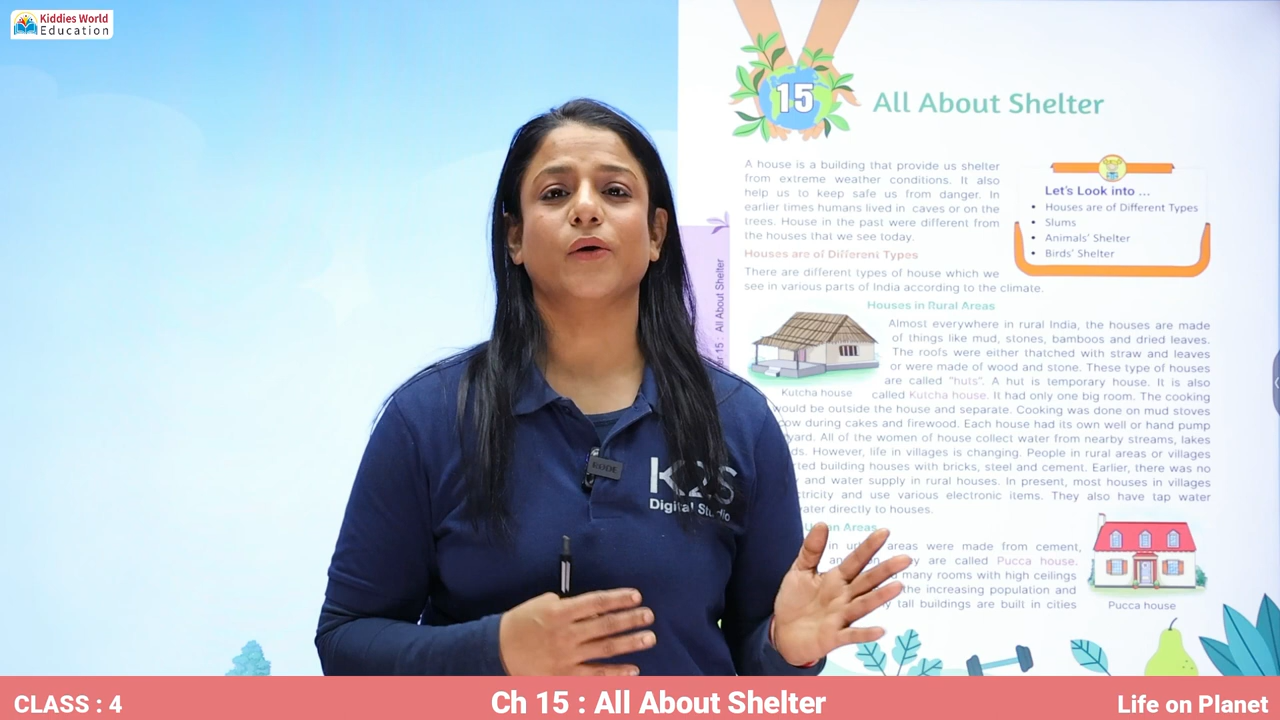 Kiddies World
Education
15
All About Shelter
A house is a building that provide us shelter
from extreme weather conditions. It also
help us to keep safe us from danger. In
earlier times humans lived in caves or on the
trees. House in the past were different from
the houses that we see today.
Let's Look into ...
• Houses are of Different Types
• Slums
• Animals' Shelter
• Birds' Shelter
Houses are of Different Types
There are different types of house which we
see in various parts of India according to the climate.
15 : All About Shelter
Houses in Rural Areas
Almost everywhere in rural India, the houses are made
of things like mud, stones, bamboos and dried leaves.
The roofs were either thatched with straw and leaves
or were made of wood and stone. These type of houses
are called "huts". A hut is temporary house. It is also
Kutcha house
called Kutcha house. It had only one big room. The cooking
would be outside the house and separate. Cooking was done on mud stoves
during cakes and firewood. Each house had its own well or hand pump
All of the women of house collect water from nearby streams, lakes
However, life in villages is changing. People in rural areas or villages
building houses with bricks, steel and cement. Earlier, there was no
and water supply in rural houses. In present, most houses in villages
and use various electronic items. They also have tap water
directly to houses.
Areas
in areas were made from cement,
are called Pucca house.
many rooms with high ceilings
the increasing population and
tall buildings are built in cities
Pucca house
RODE
K2S
Digital Studio
CLASS : 4
Ch 15 : All About Shelter
Life on Planet